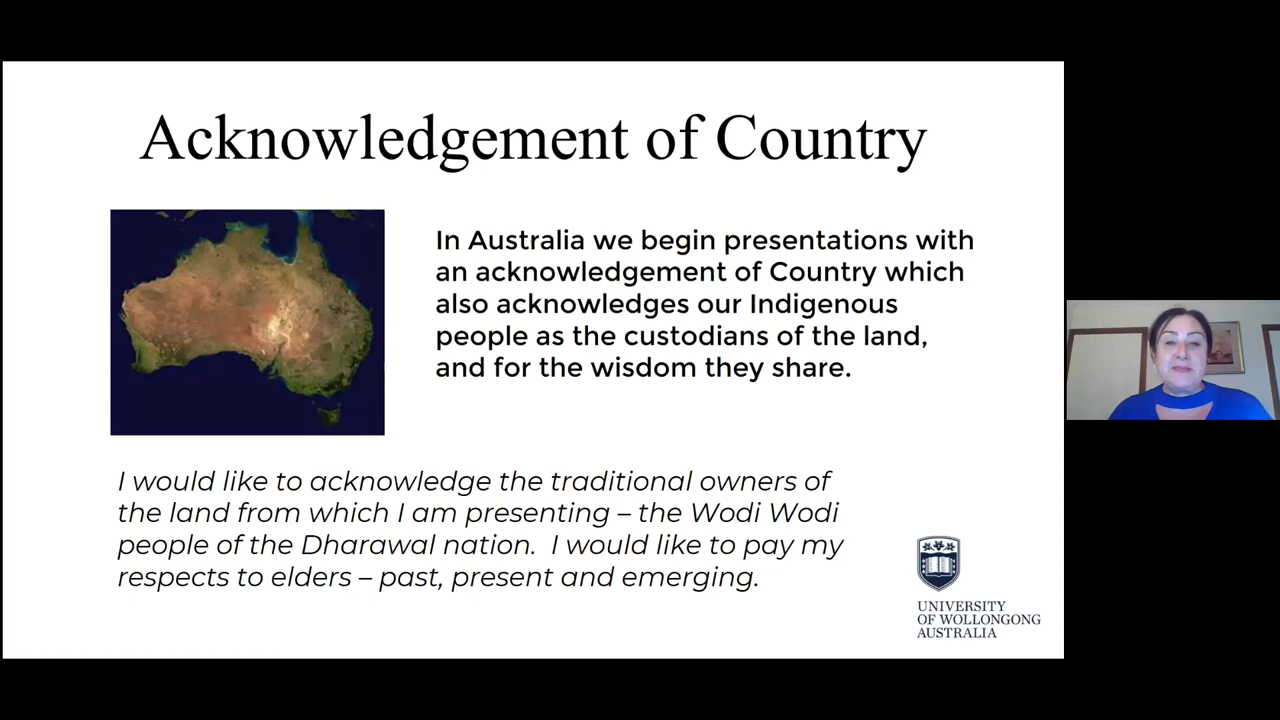 Acknowledgement of Country
In Australia we begin presentations with
an acknowledgement of Country which
also acknowledges our Indigenous
people as the custodians of the land,
and for the wisdom they share.
I would like to acknowledge the traditional owners of
the land from which I am presenting – the Wodi Wodi
people of the Dharawal nation.  I would like to pay my
respects to elders – past, present and emerging.
UNIVERSITY
OF WOLLONGONG
AUSTRALIA